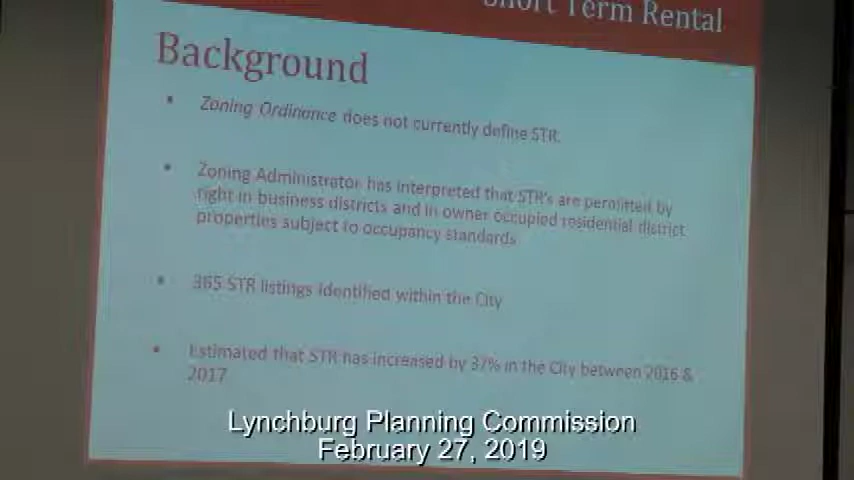 Short Term Rental
Background
• Zoning Ordinance does not currently define STR.
• Zoning Administrator has interpreted that STR's are permitted by
right in business districts and in owner occupied residential district
properties subject to occupancy standards
• 365 STR listings identified within the City
• Estimated that STR has increased by 37% in the City between 2016 &
2017
Lynchburg Planning Commission
February 27, 2019